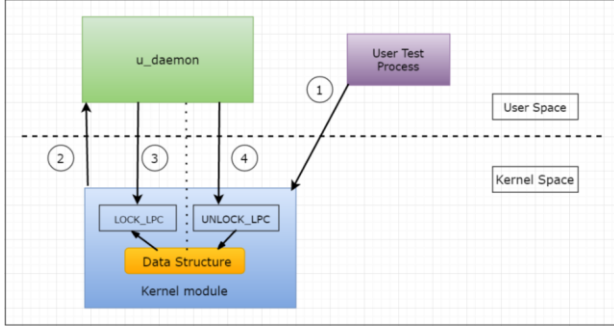 u_daemon
User Test
Process
1
User Space
2
3
4
Kernel Space
LOCK_LPC
UNLOCK_LPC
Data Structure
Kernel module